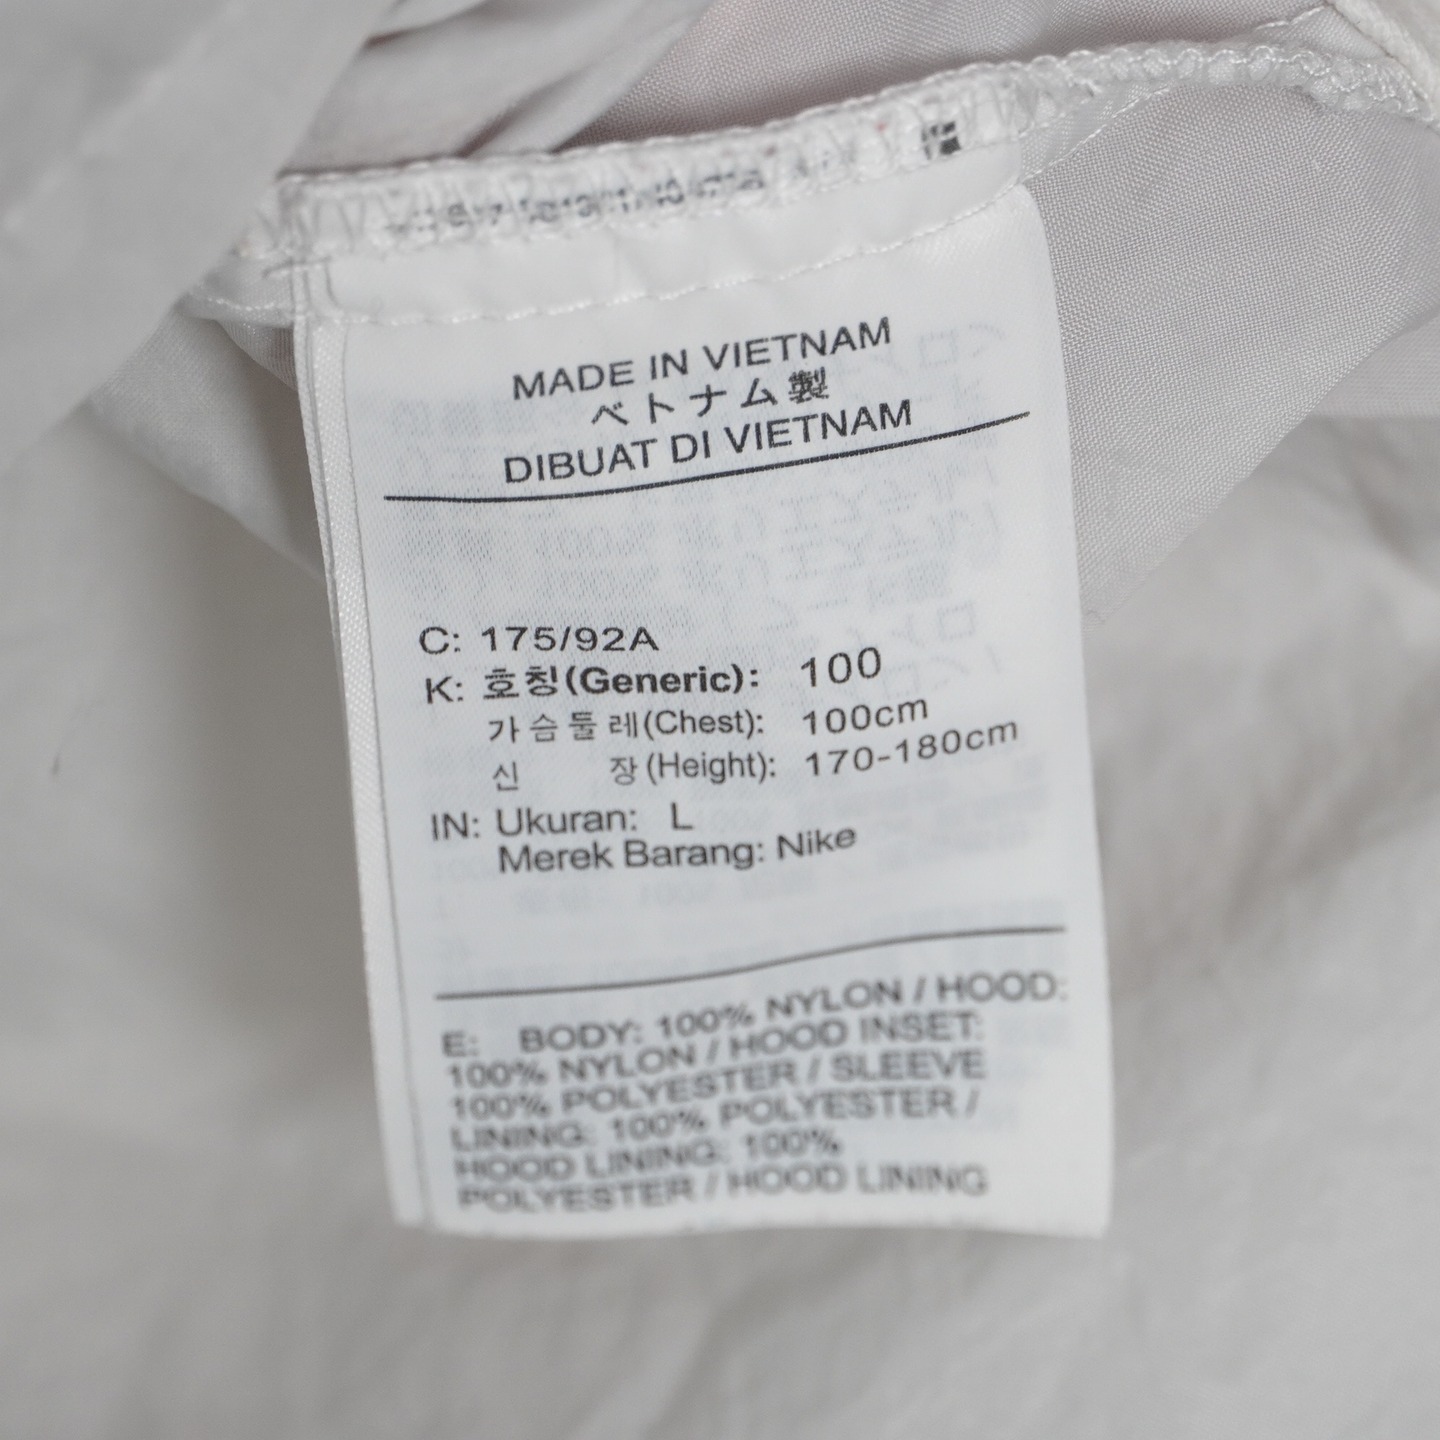 MADE IN VIETNAM
ベトナム製
DIBUAT DI VIETNAM
C: 175/92A
K: 호칭(Generic): 100
가슴둘레(Chest): 100cm
신 장(Height): 170-180cm
IN: Ukuran: L
Merek Barang: Nike
E: BODY: 100% NYLON / HOOD:
100% NYLON / HOOD INSET:
100% POLYESTER / SLEEVE
LINING: 100% POLYESTER /
HOOD LINING: 100%
POLYESTER / HOOD LINING